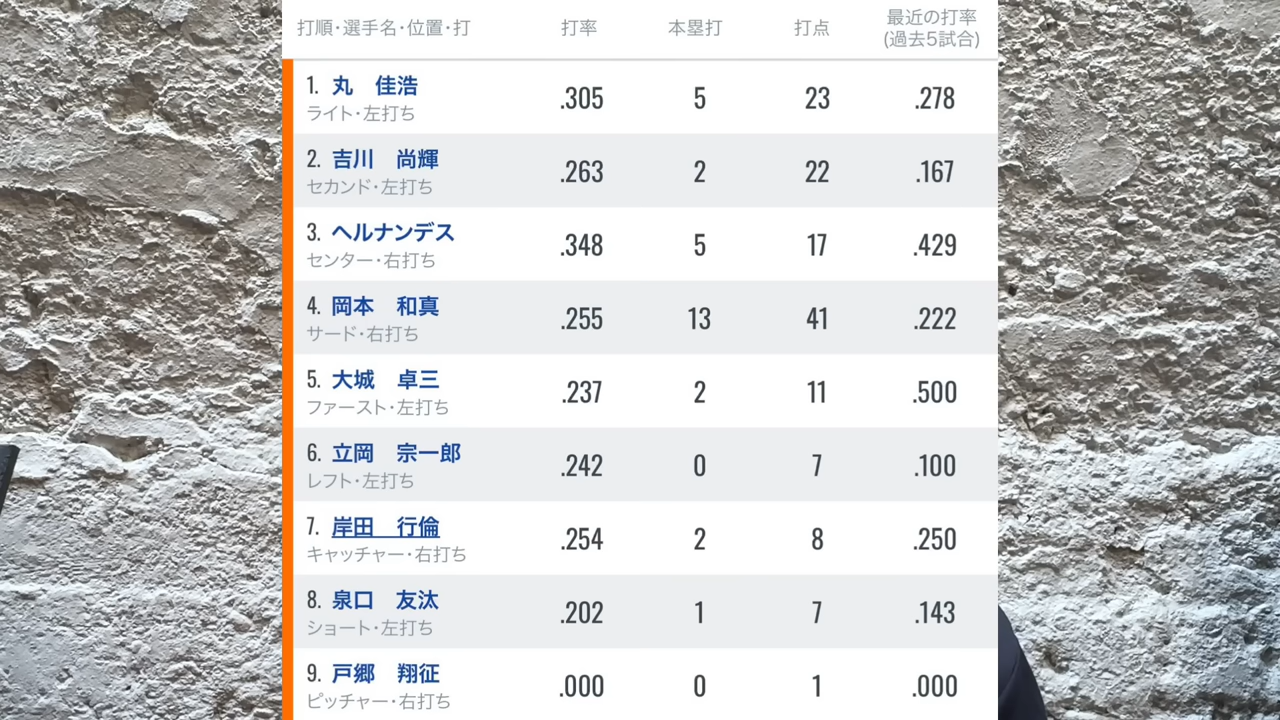 打順・選手名・位置・打
打率
本塁打
打点
最近の打率
(過去5試合)
1. 丸 佳浩
ライト・左打ち
.305 5 23 .278
2. 吉川 尚輝
セカンド・左打ち
.263 2 22 .167
3. ヘルナンデス
センター・右打ち
.348 5 17 .429
4. 岡本 和真
サード・右打ち
.255 13 41 .222
5. 大城 卓三
ファースト・左打ち
.237 2 11 .500
6. 立岡 宗一郎
レフト・左打ち
.242 0 7 .100
7. 岸田 行倫
キャッチャー・右打ち
.254 2 8 .250
8. 泉口 友汰
ショート・左打ち
.202 1 7 .143
9. 戸郷 翔征
ピッチャー・右打ち
.000 0 1 .000